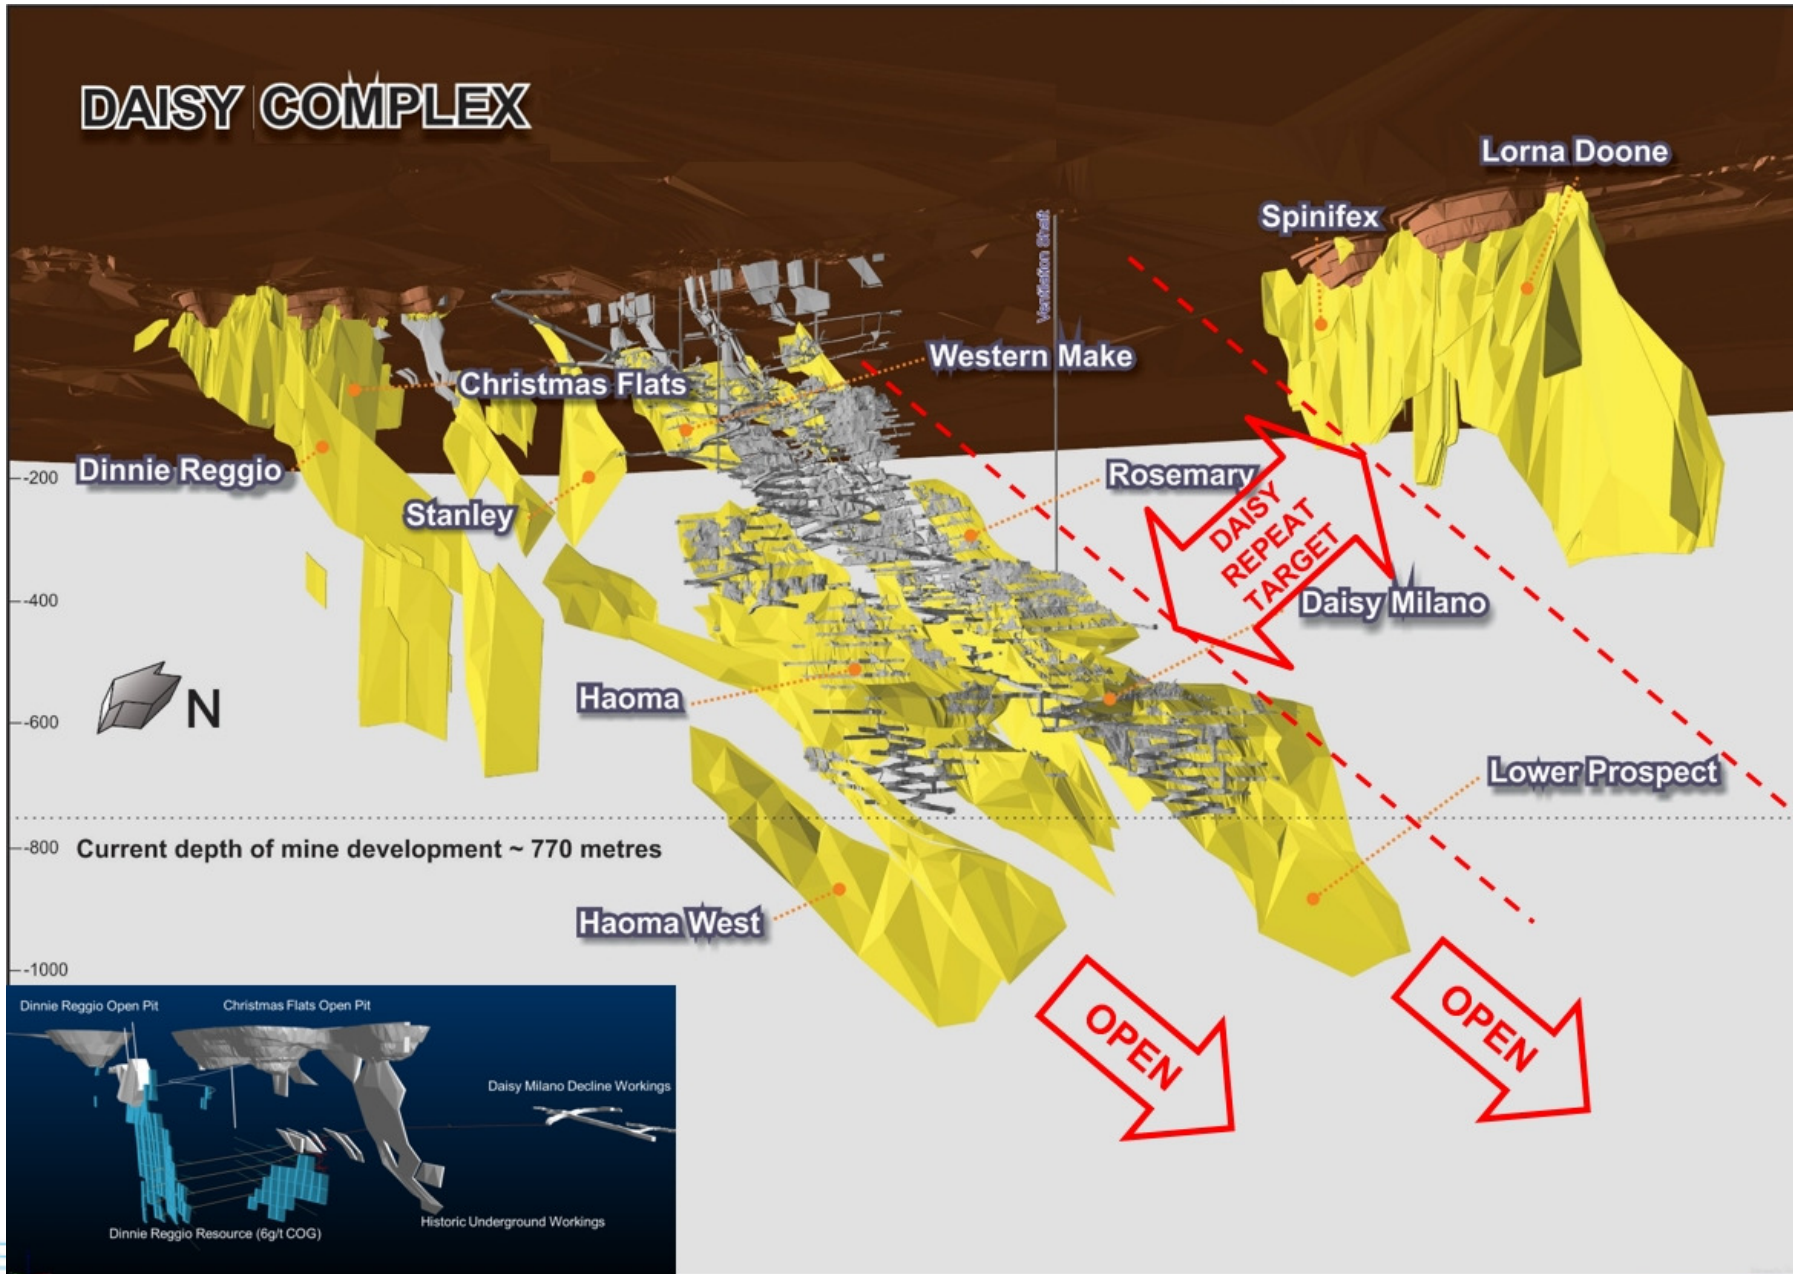 DAISY COMPLEX
Lorna Doone
Spinifex
Ventilation Shaft
Western Make
Christmas Flats
Dinnie Reggio
-200
Rosemary
Stanley
DAISY
REPEAT
TARGET
-400
Daisy Milano
Haoma
N
-600
Lower Prospect
-800
Current depth of mine development ~ 770 metres
Haoma West
-1000
OPEN
OPEN
Dinnie Reggio Open Pit
Christmas Flats Open Pit
Daisy Milano Decline Workings
Historic Underground Workings
Dinnie Reggio Resource (6g/t COG)